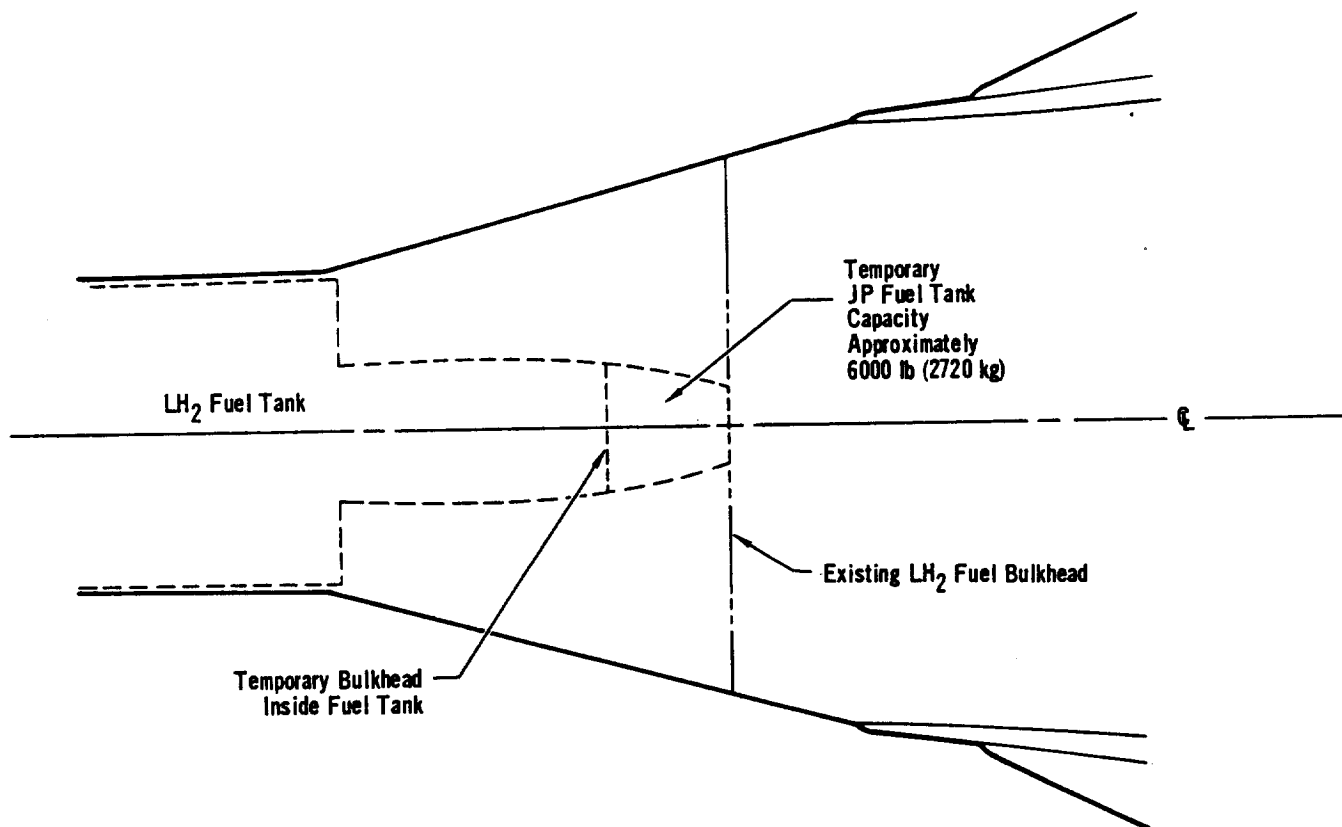 Temporary
JP Fuel Tank
Capacity
Approximately
6000 lb (2720 kg)
LH₂ Fuel Tank
℄
Existing LH₂ Fuel Bulkhead
Temporary Bulkhead
Inside Fuel Tank